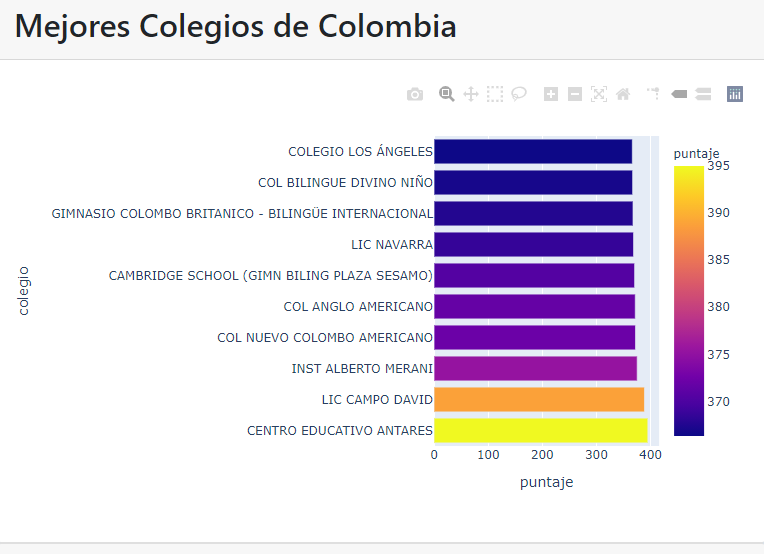 Mejores Colegios de Colombia
COLEGIO LOS ÁNGELES
COL BILINGUE DIVINO NIÑO
GIMNASIO COLOMBO BRITANICO - BILINGÜE INTERNACIONAL
LIC NAVARRA
CAMBRIDGE SCHOOL (GIMN BILING PLAZA SESAMO)
COL ANGLO AMERICANO
COL NUEVO COLOMBO AMERICANO
INST ALBERTO MERANI
LIC CAMPO DAVID
CENTRO EDUCATIVO ANTARES
colegio
0 100 200 300 400
puntaje
puntaje
395
390
385
380
375
370